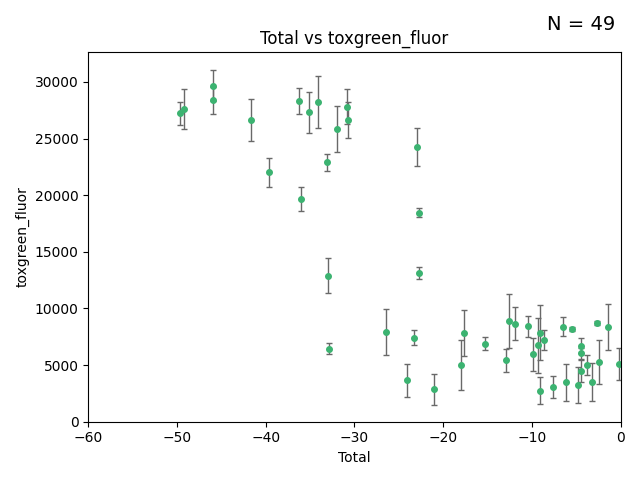 N = 49
Total vs toxgreen_fluor
toxgreen_fluor
30000
25000
20000
15000
10000
5000
0
−60 −50 −40 −30 −20 −10 0
Total